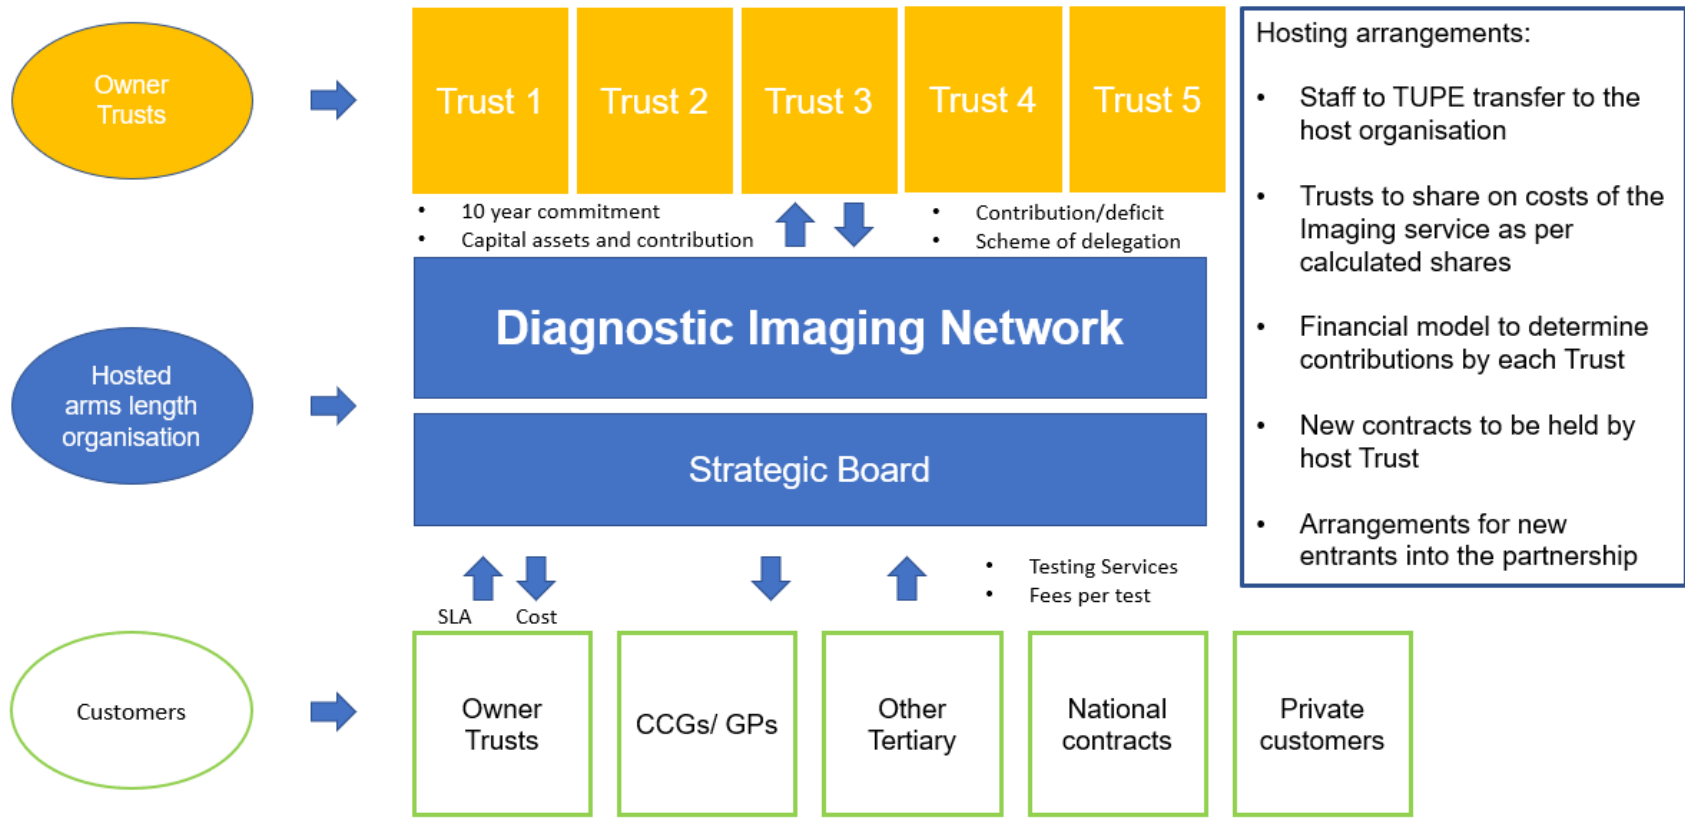 Owner
Trusts
Trust 1
Trust 2
Trust 3
Trust 4
Trust 5
• 10 year commitment
• Capital assets and contribution
• Contribution/deficit
• Scheme of delegation
Hosted
arms length
organisation
Diagnostic Imaging Network
Strategic Board
SLA
Cost
• Testing Services
• Fees per test
Customers
Owner
Trusts
CCGs/ GPs
Other
Tertiary
National
contracts
Private
customers
Hosting arrangements:
• Staff to TUPE transfer to the
host organisation
• Trusts to share on costs of the
Imaging service as per
calculated shares
• Financial model to determine
contributions by each Trust
• New contracts to be held by
host Trust
• Arrangements for new
entrants into the partnership